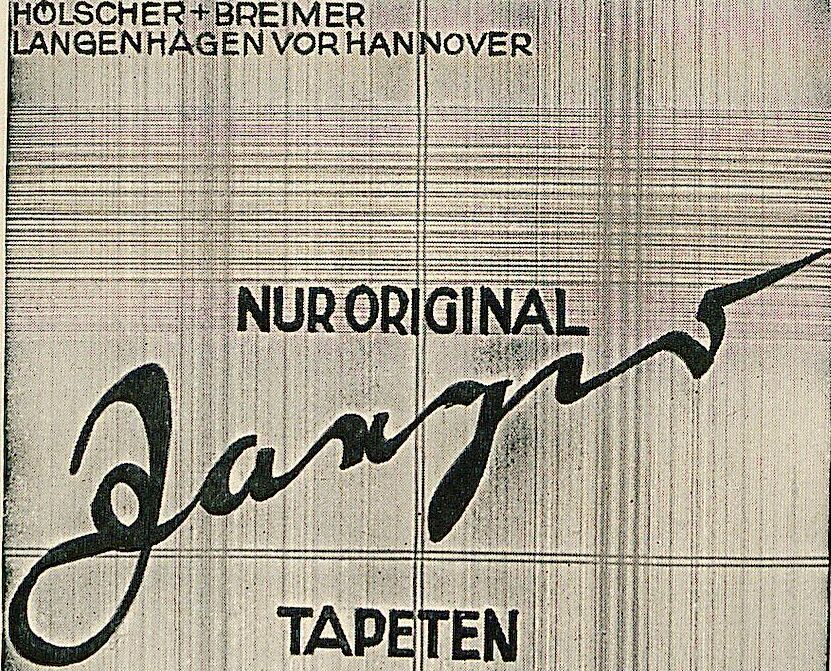 HÖLSCHER+BREIMER
LANGENHAGEN VOR HANNOVER
NUR ORIGINAL
TAPETEN